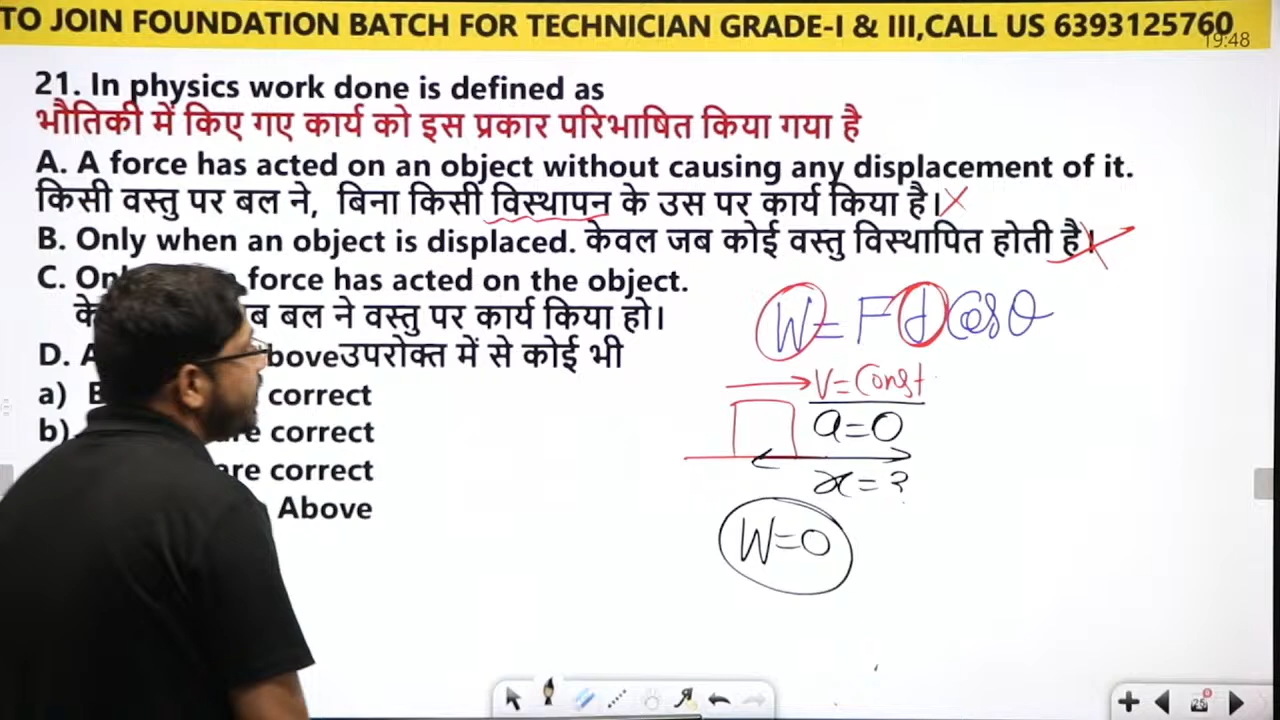 TO JOIN FOUNDATION BATCH FOR TECHNICIAN GRADE-I & III,CALL US 6393125760
19:48
21. In physics work done is defined as
भौतिकी में किए गए कार्य को इस प्रकार परिभाषित किया गया है
A. A force has acted on an object without causing any displacement of it.
किसी वस्तु पर बल ने, बिना किसी विस्थापन के उस पर कार्य किया है।
B. Only when an object is displaced. केवल जब कोई वस्तु विस्थापित होती है।
C. force has acted on the object.
ब बल ने वस्तु पर कार्य किया हो।
D. उपरोक्त में से कोई भी
a) correct
b) correct
are correct
Above
W = F d Cosθ
V = Const
a = 0
x = ?
W = 0